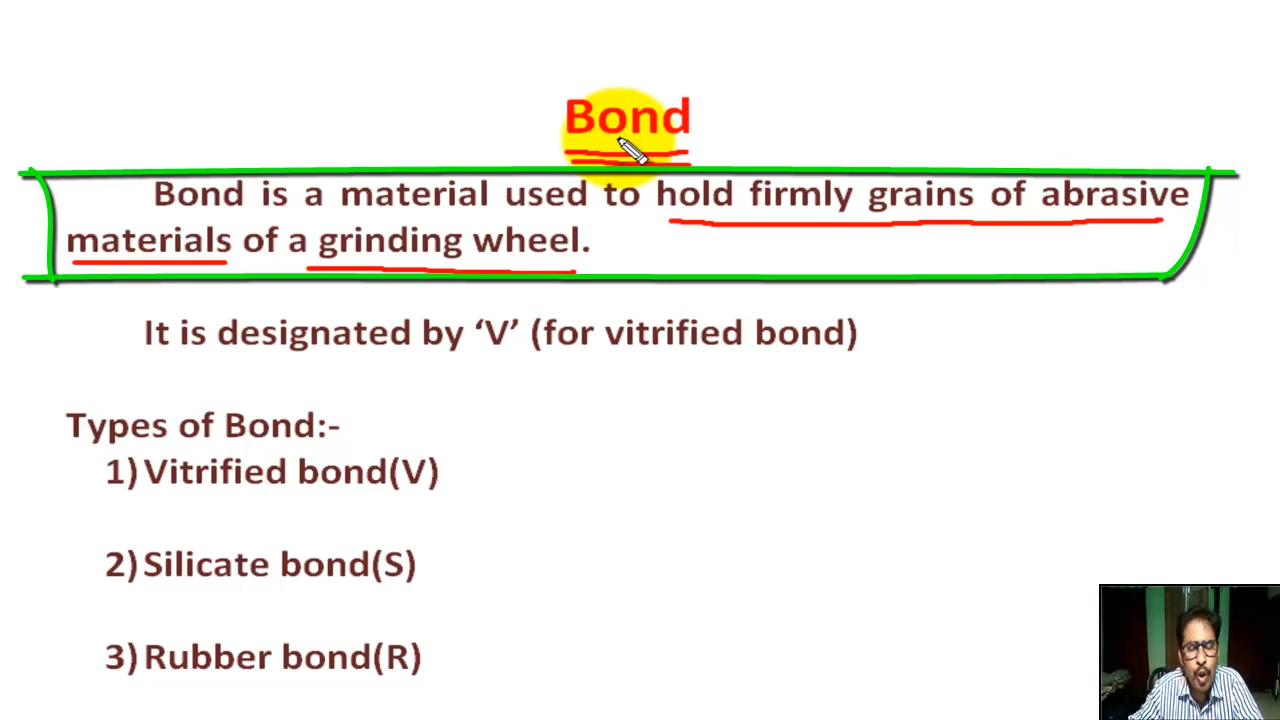 Bond
Bond is a material used to hold firmly grains of abrasive
materials of a grinding wheel.
It is designated by ‘V’ (for vitrified bond)
Types of Bond:-
1) Vitrified bond(V)
2) Silicate bond(S)
3) Rubber bond(R)